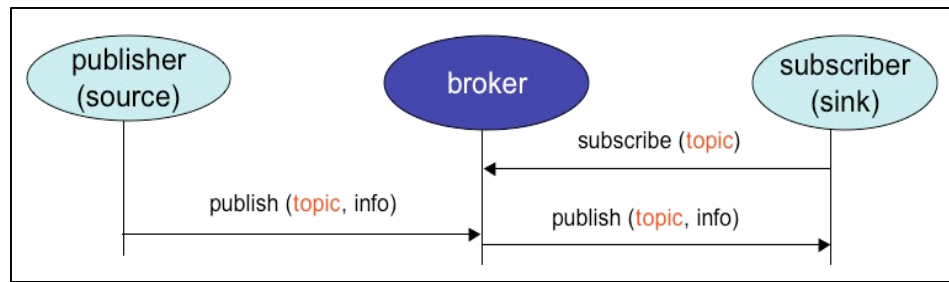 publisher
(source)
broker
subscriber
(sink)
subscribe (topic)
publish (topic, info)
publish (topic, info)